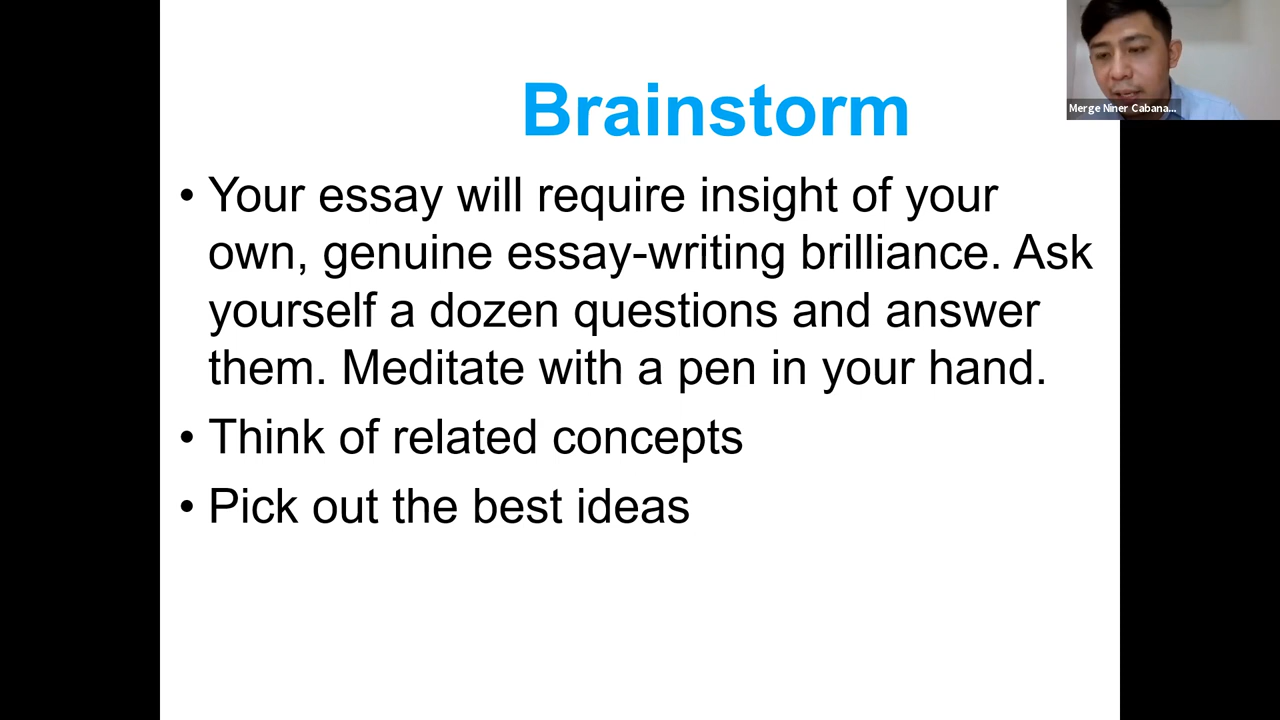 Brainstorm
Merge Niner Cabana...
• Your essay will require insight of your
own, genuine essay-writing brilliance. Ask
yourself a dozen questions and answer
them. Meditate with a pen in your hand.
• Think of related concepts
• Pick out the best ideas